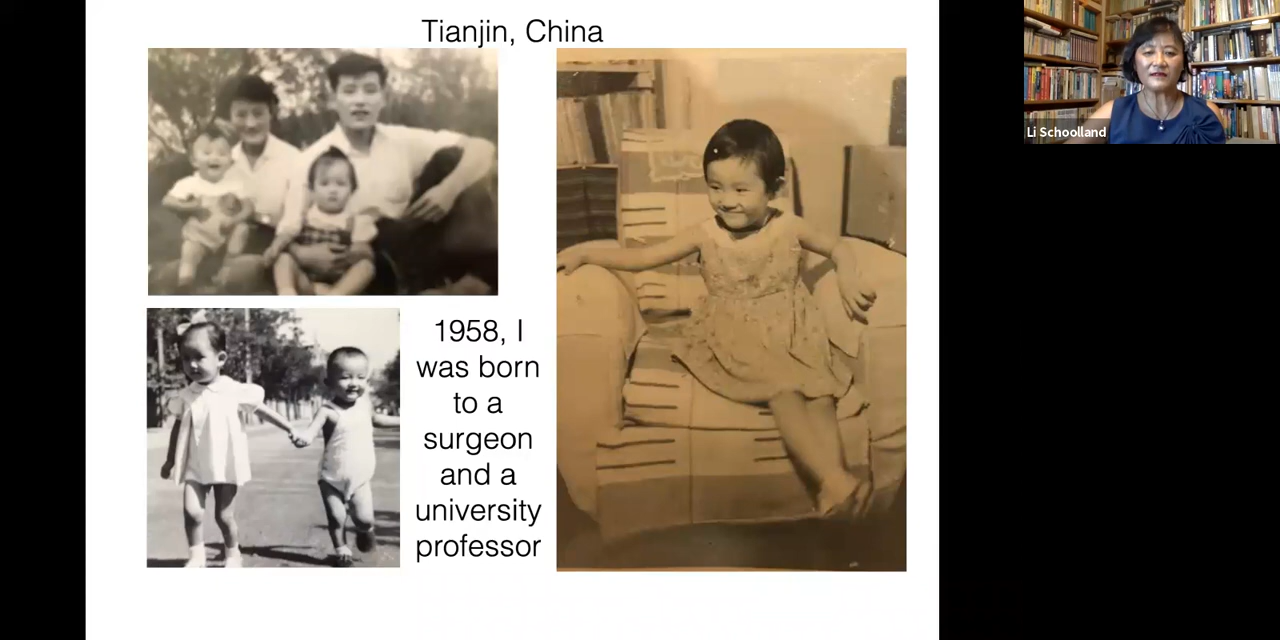 Tianjin, China
1958, I
was born
to a
surgeon
and a
university
professor
Li Schoolland